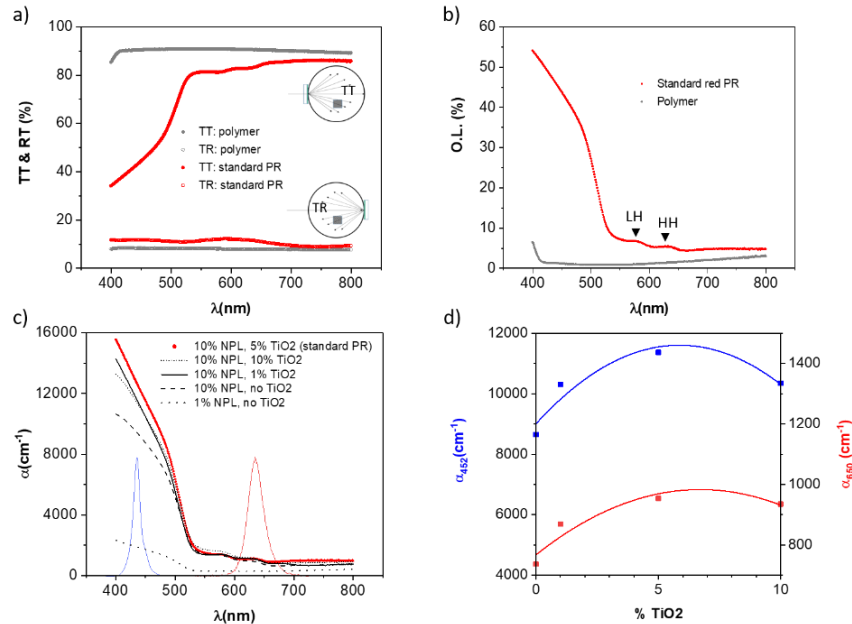 a)
TT & RT (%)
100
80
60
40
20
0
TT
TT: polymer
TR: polymer
TT: standard PR
TR: standard PR
TR
400 500 600 700 800
λ(nm)
b)
O.L. (%)
60
50
40
30
20
10
0
Standard red PR
Polymer
LH
HH
400 500 600 700 800
λ(nm)
c)
α(cm-1)
16000
12000
8000
4000
0
10% NPL, 5% TiO2 (standard PR)
10% NPL, 10% TiO2
10% NPL, 1% TiO2
10% NPL, no TiO2
1% NPL, no TiO2
400 500 600 700 800
λ(nm)
d)
α452(cm-1)
12000
10000
8000
6000
4000
1400
1200
1000
800
α650 (cm-1)
0 5 10
% TiO2